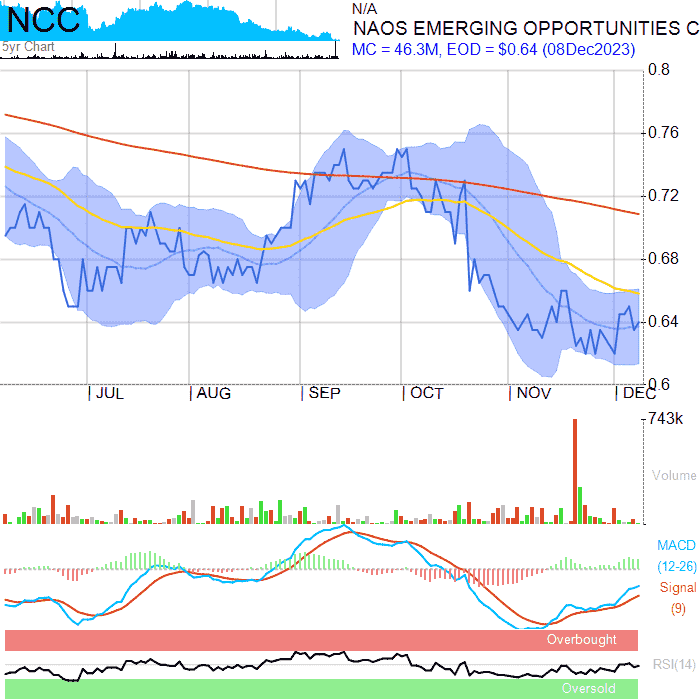 NCC
5yr Chart
N/A
NAOS EMERGING OPPORTUNITIES C
MC = 46.3M, EOD = $0.64 (08Dec2023)
0.8
0.76
0.72
0.68
0.64
0.6
JUL AUG SEP OCT NOV DEC
743k
Volume
MACD
(12-26)
Signal
(9)
Overbought
RSI(14)
Oversold